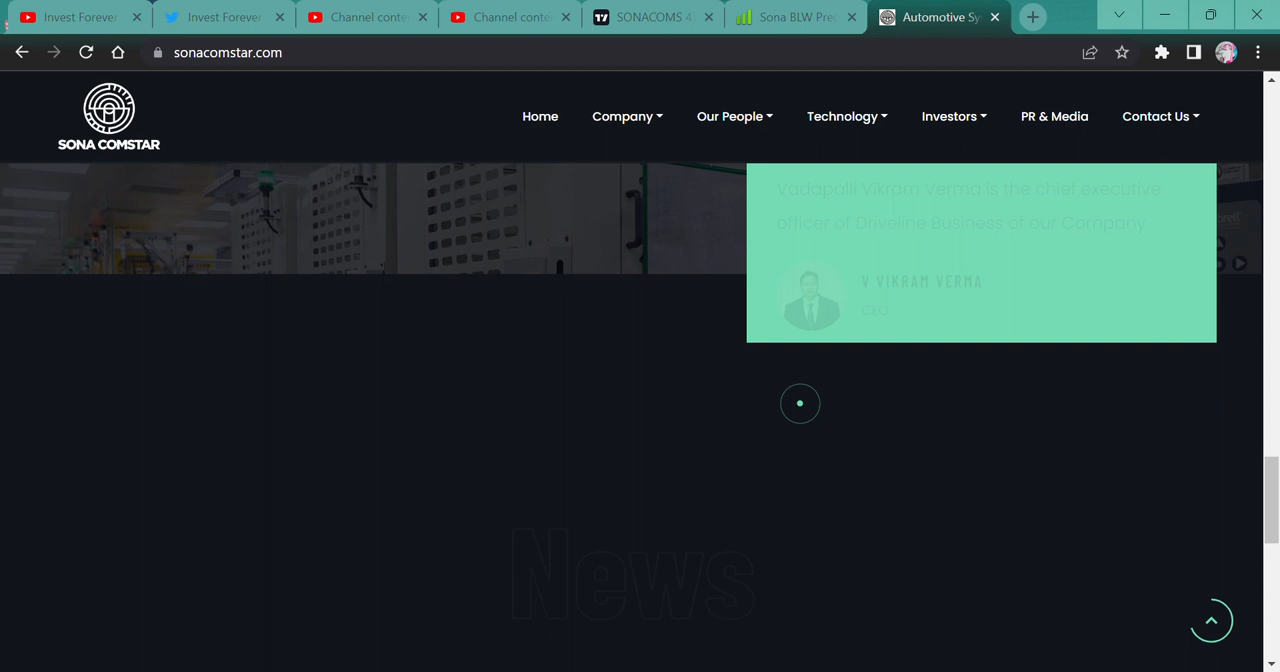 Invest Forever
Invest Forever
Channel conte
Channel conte
SONACOMS 4
Sona BLW Prec
Automotive Sy
sonacomstar.com
SONA COMSTAR
Home
Company
Our People
Technology
Investors
PR & Media
Contact Us
Vadapalli Vikram Verma is the chief executive
officer of Driveline Business of our Company
V VIKRAM VERMA
CEO
News